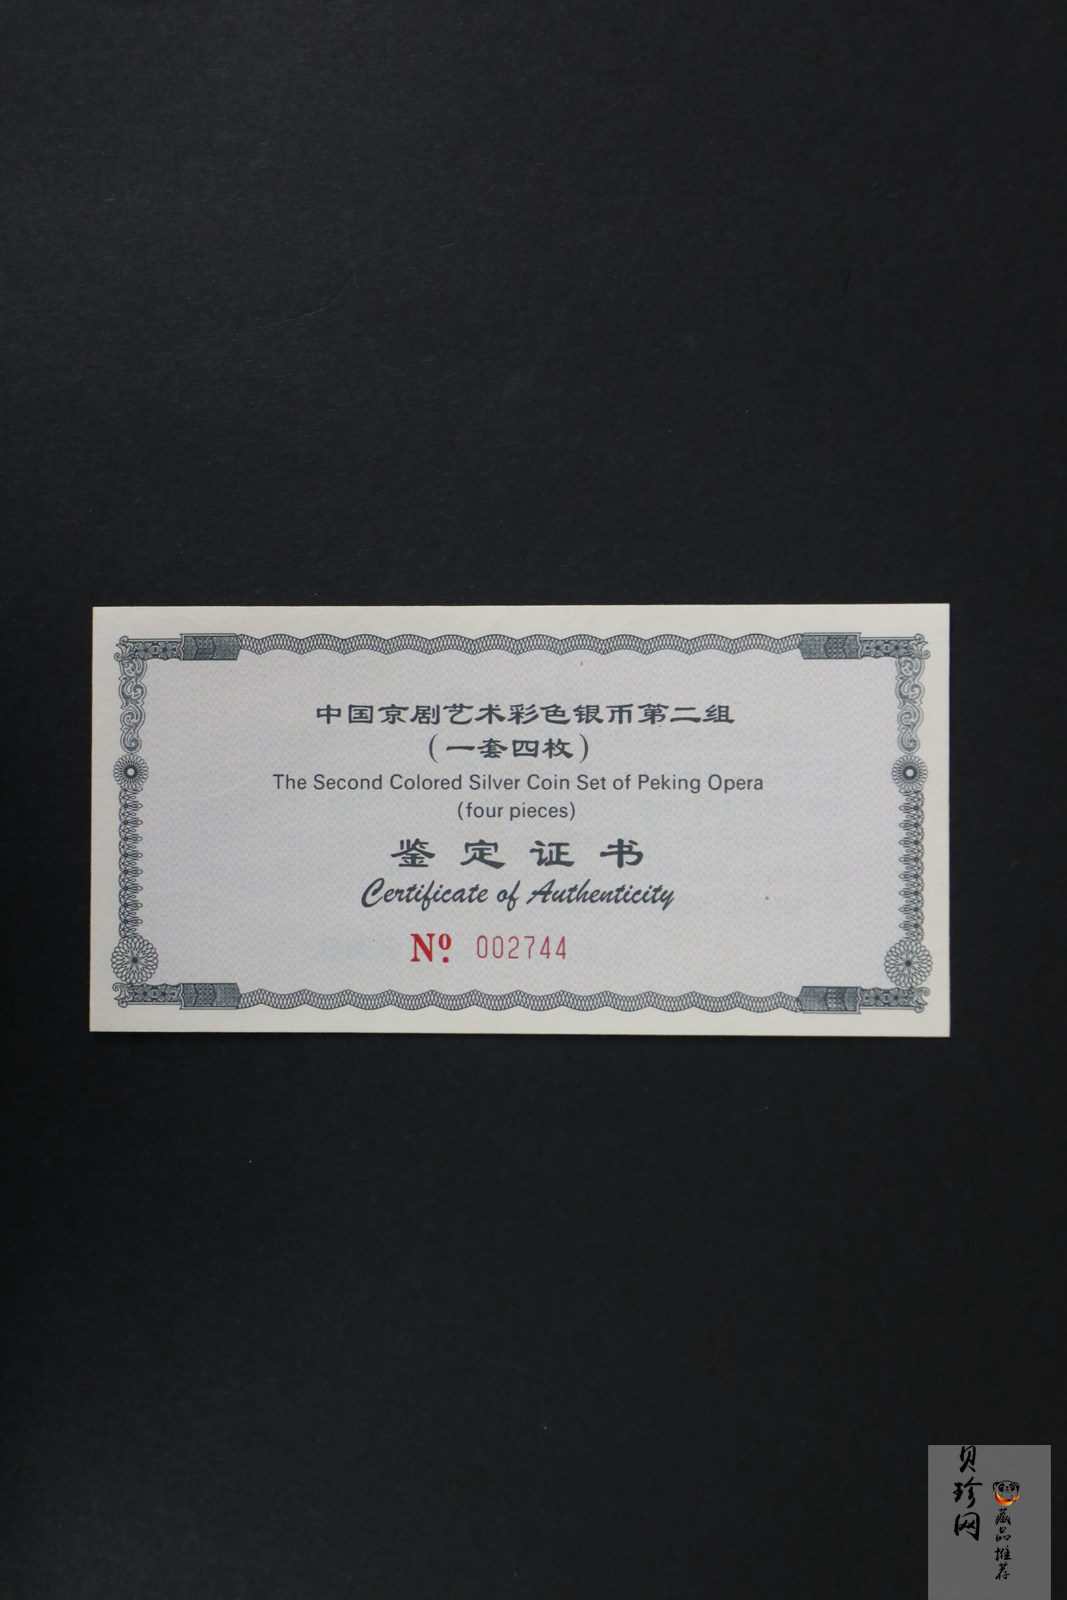 中国京剧艺术彩色银币第二组
(一套四枚)
The Second Colored Silver Coin Set of Peking Opera
(four pieces)
鉴定证书
Certificate of Authenticity
Nº. 002744
贝珍网
藏品推荐